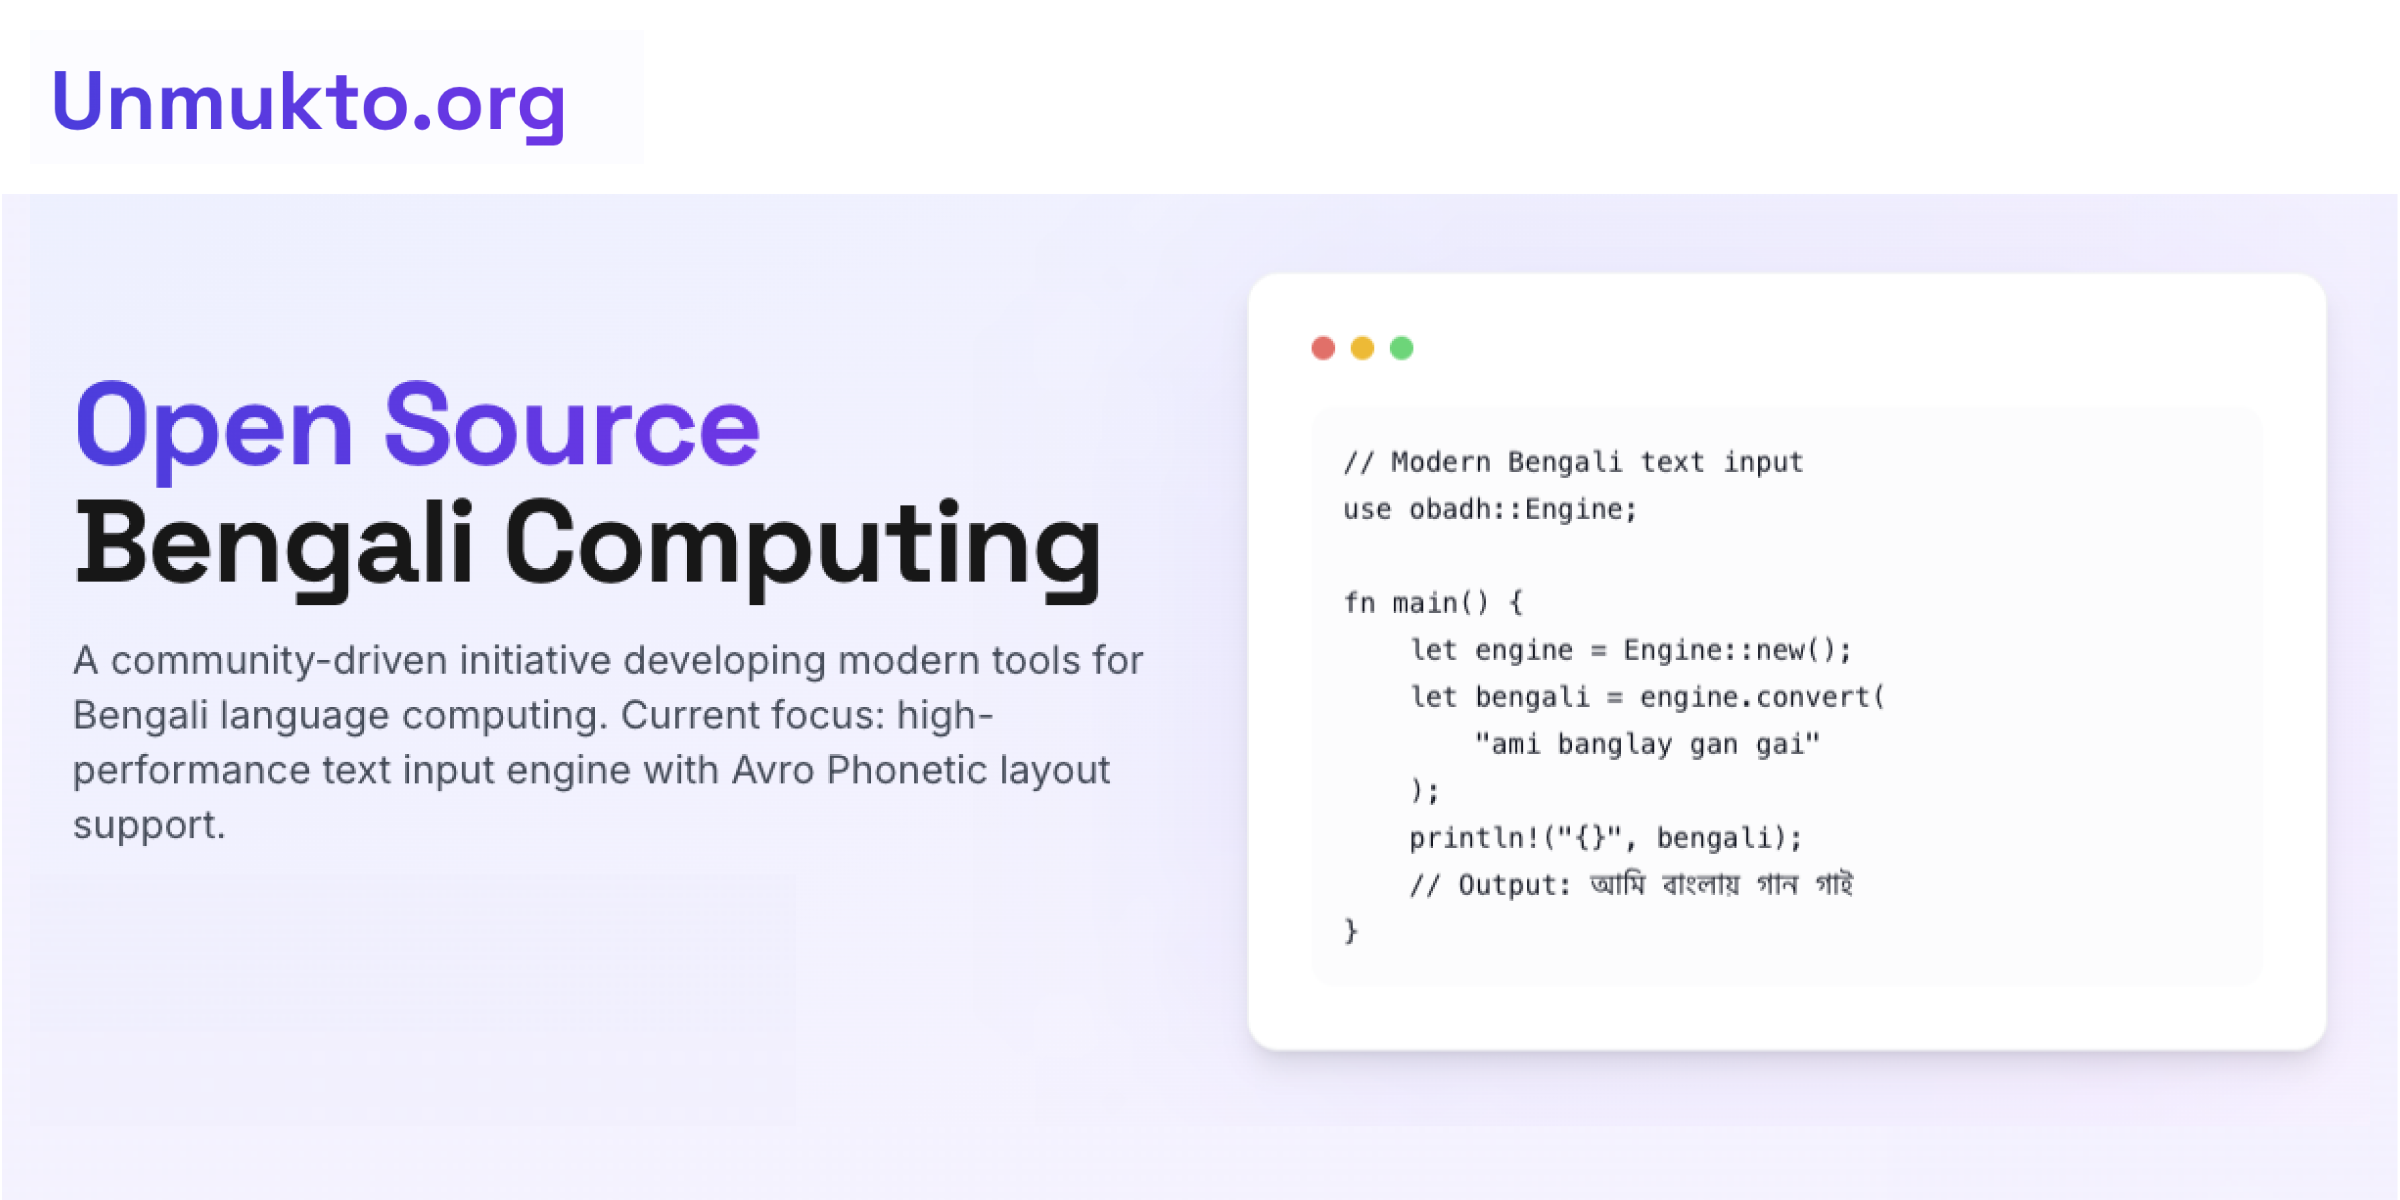 Unmukto.org
Open Source
Bengali Computing
A community-driven initiative developing modern tools for
Bengali language computing. Current focus: high-
performance text input engine with Avro Phonetic layout
support.
// Modern Bengali text input
use obadh::Engine;
fn main() {
    let engine = Engine::new();
    let bengali = engine.convert(
        "ami banglay gan gai"
    );
    println!("{}", bengali);
    // Output: আমি বাংলায় গান গাই
}